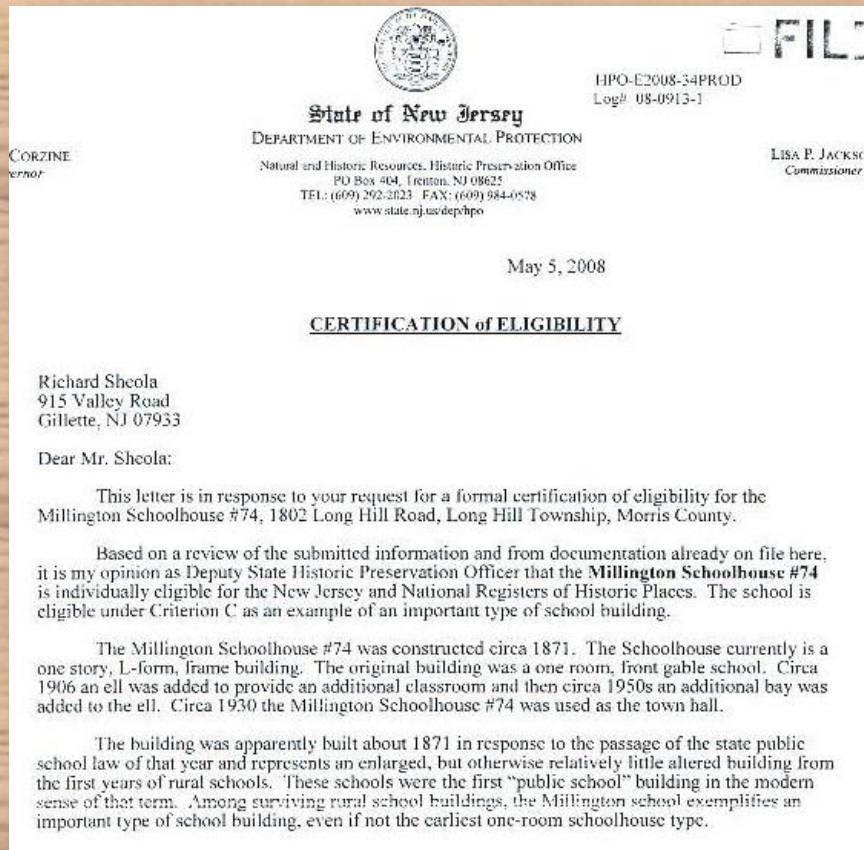 FIL
HPO-E2008-34PROD
Log# 08-0913-1
State of New Jersey
DEPARTMENT OF ENVIRONMENTAL PROTECTION
CORZINE
ernor
Natural and Historic Resources, Historic Preservation Office
PO Box 404, Trenton, NJ 08625
TEL: (609) 292-2023 FAX: (609) 984-0578
www.state.nj.us/dep/hpo
LISA P. JACKSO
Commissioner
May 5, 2008
CERTIFICATION of ELIGIBILITY
Richard Sheola
915 Valley Road
Gillette, NJ 07933
Dear Mr. Sheola:
This letter is in response to your request for a formal certification of eligibility for the
Millington Schoolhouse #74, 1802 Long Hill Road, Long Hill Township, Morris County.
Based on a review of the submitted information and from documentation already on file here,
it is my opinion as Deputy State Historic Preservation Officer that the Millington Schoolhouse #74
is individually eligible for the New Jersey and National Registers of Historic Places. The school is
eligible under Criterion C as an example of an important type of school building.
The Millington Schoolhouse #74 was constructed circa 1871. The Schoolhouse currently is a
one story, L-form, frame building. The original building was a one room, front gable school. Circa
1906 an ell was added to provide an additional classroom and then circa 1950s an additional bay was
added to the ell. Circa 1930 the Millington Schoolhouse #74 was used as the town hall.
The building was apparently built about 1871 in response to the passage of the state public
school law of that year and represents an enlarged, but otherwise relatively little altered building from
the first years of rural schools. These schools were the first “public school” building in the modern
sense of that term. Among surviving rural school buildings, the Millington school exemplifies an
important type of school building, even if not the earliest one-room schoolhouse type.